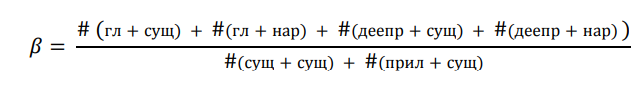 # (гл + сущ) + #(гл + нар) + #(деепр + сущ) + #(деепр + нар) )
β =
#(сущ + сущ) + #(прил + сущ)